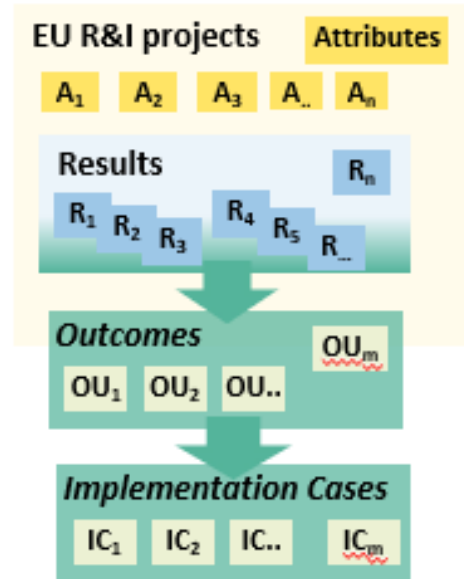 EU R&I projects Attributes
A₁ A₂ A₃ A.. Aₙ
Results
Rₙ
R₁ R₂ R₃ R₄ R₅ R...
Outcomes
OUₘ
OU₁ OU₂ OU..
Implementation Cases
IC₁ IC₂ IC.. ICₘ